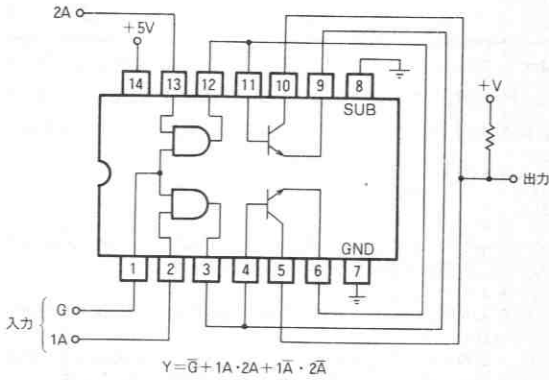 2A
+5V
14 13 12 11 10 9 8
SUB
+V
出力
GND
1 2 3 4 5 6 7
入力
G
1A
Y=G̅+1A·2A+1A̅·2A̅